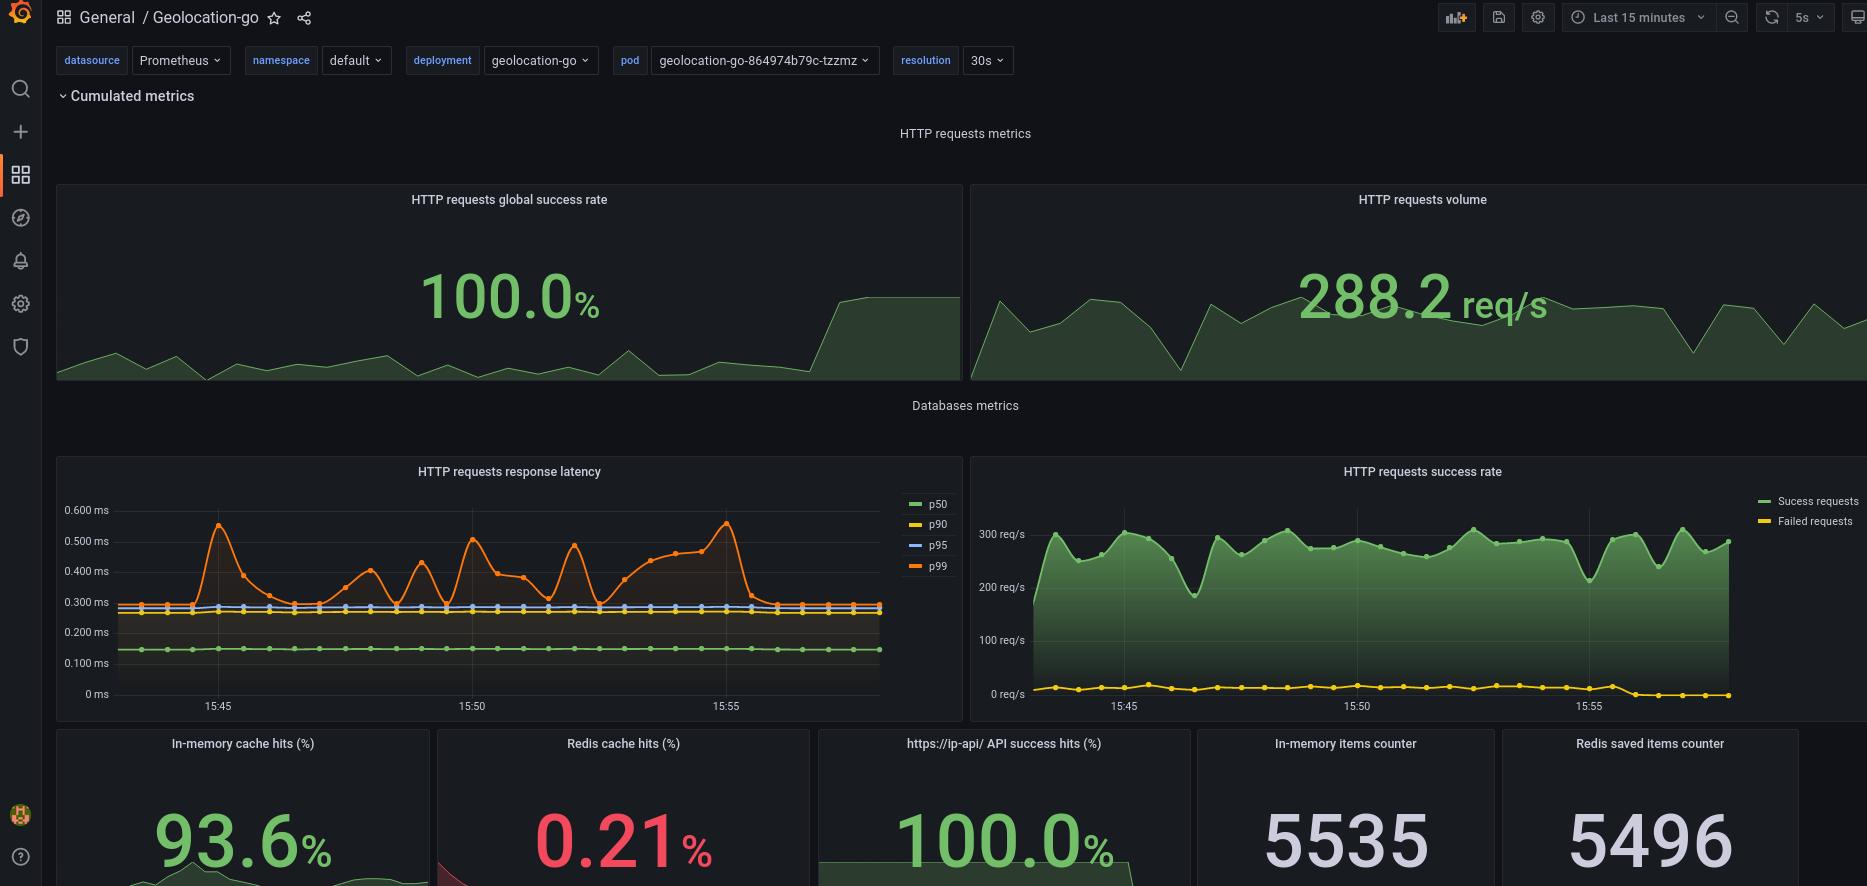 General / Geolocation-go
Last 15 minutes
5s
datasource Prometheus namespace default deployment geolocation-go pod geolocation-go-864974b79c-tzzmz resolution 30s
Cumulated metrics
HTTP requests metrics
HTTP requests global success rate
100.0%
HTTP requests volume
288.2 req/s
Databases metrics
HTTP requests response latency
0.600 ms
0.500 ms
0.400 ms
0.300 ms
0.200 ms
0.100 ms
0 ms
15:45 15:50 15:55
p50
p90
p95
p99
HTTP requests success rate
300 req/s
200 req/s
100 req/s
0 req/s
15:45 15:50 15:55
Sucess requests
Failed requests
In-memory cache hits (%)
93.6%
Redis cache hits (%)
0.21%
https://ip-api/ API success hits (%)
100.0%
In-memory items counter
5535
Redis saved items counter
5496